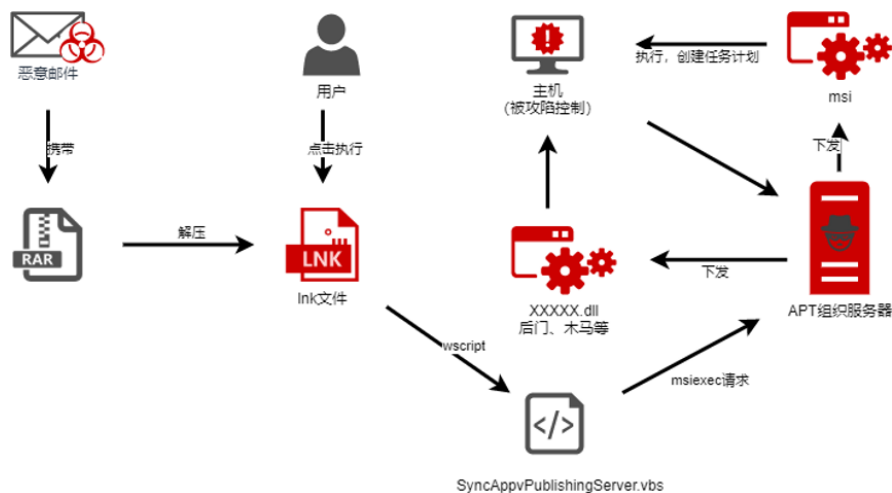 恶意邮件
用户
主机
（被攻陷控制）
执行，创建任务计划
msi
携带
点击执行
下发
RAR
解压
LNK
lnk文件
XXXXX.dll
后门、木马等
下发
APT组织服务器
wscript
msiexec请求
</>
SyncAppvPublishingServer.vbs